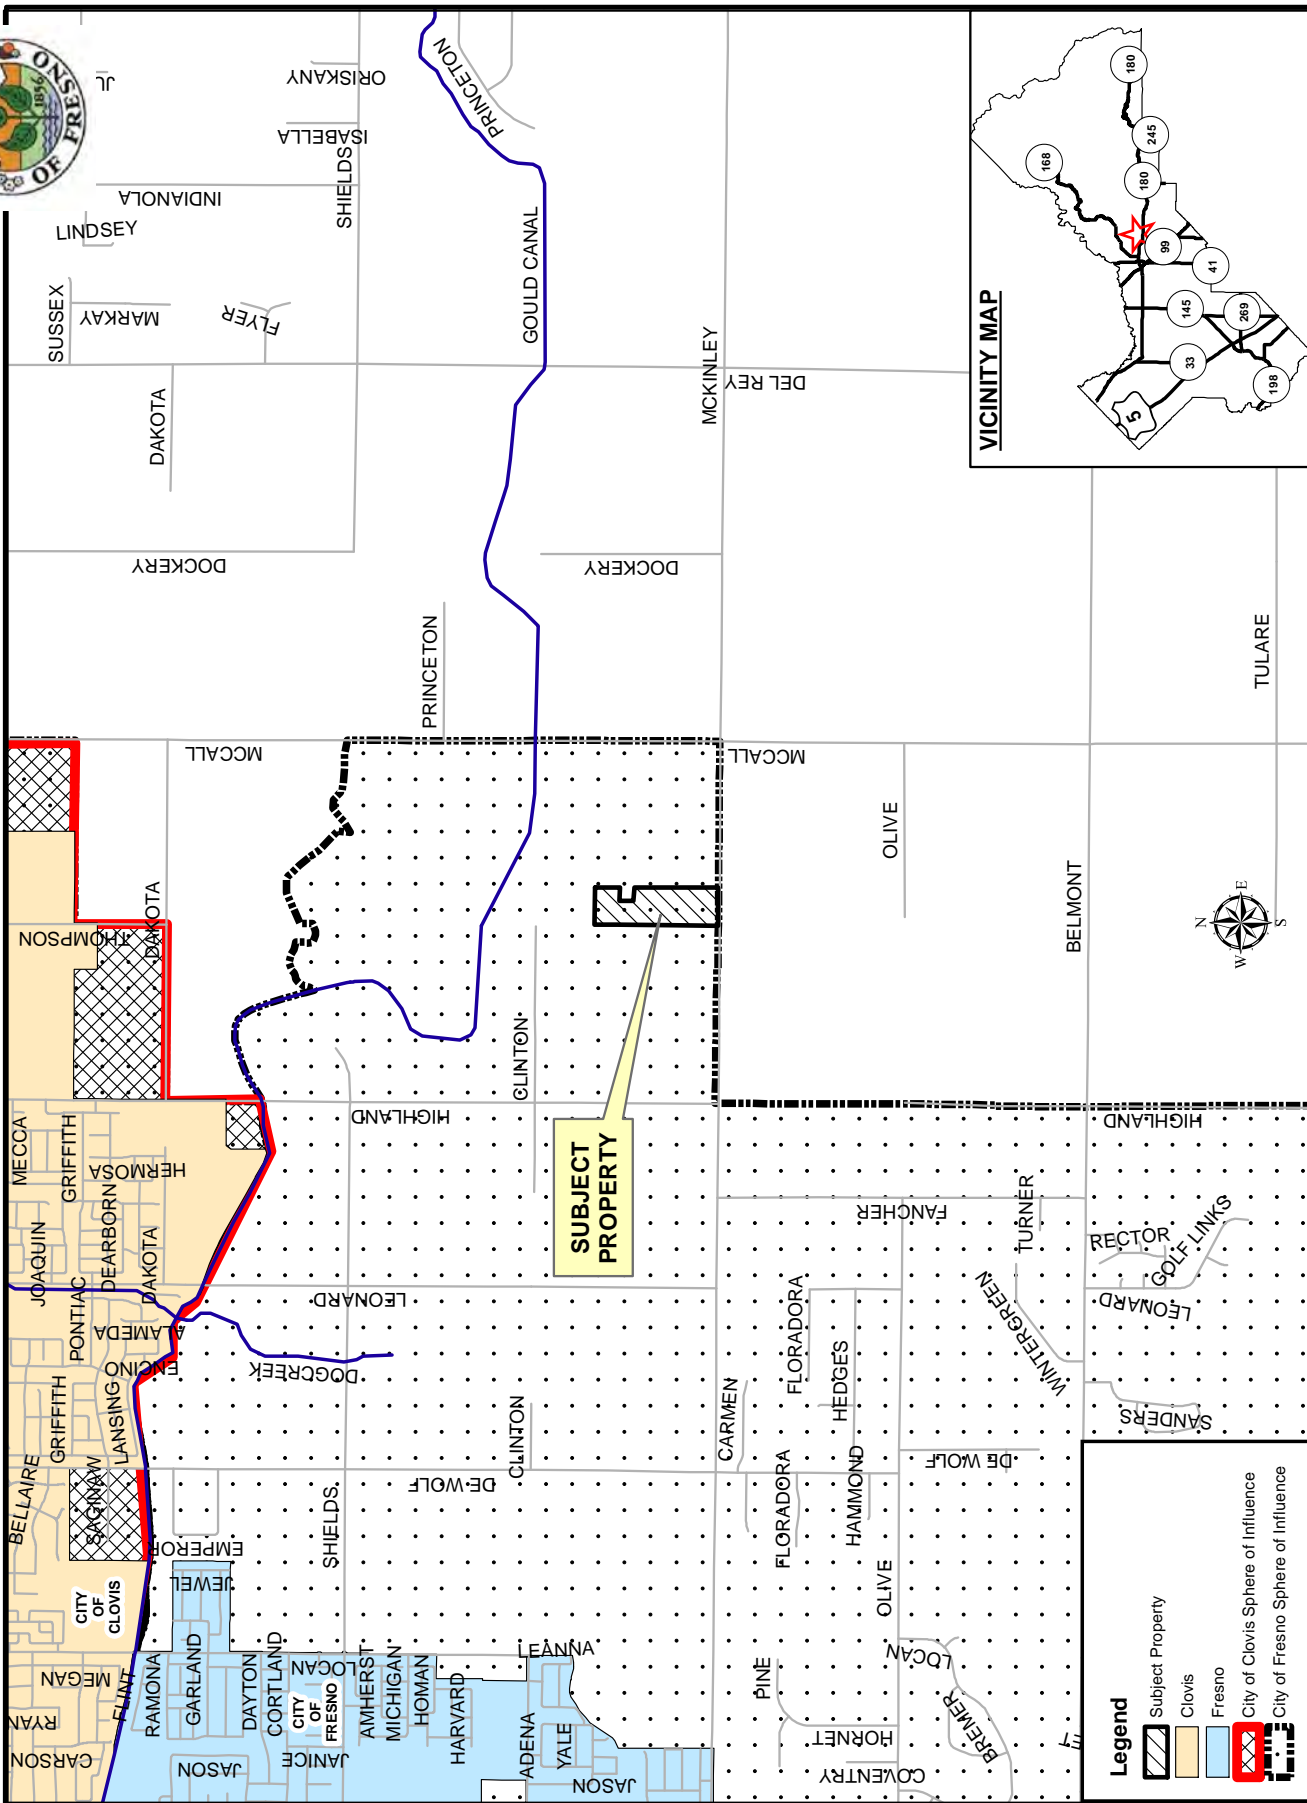 CARSON
RYAN
MEGAN
FLINT
BELLAIRE
GRIFFITH
SAGINAW
LANSING
ENCINO
PONTIAC
JOAQUIN
ALAMEDA
DEARBORN
DAKOTA
HERMOSA
GRIFFITH
MECCA
THOMPSON
DAKOTA
MCCALL
DOCKERY
DAKOTA
SUSSEX
MARKAY
FLYER
LINDSEY
INDIANOLA
ISABELLA
ORISKANY
SHIELDS
PRINCETON
OF FRESNO
1856
CITY
OF
CLOVIS
RAMONA
GARLAND
JEWEL
EMPEROR
JASON
DAYTON
CORTLAND
JANICE
CITY
OF
FRESNO
LOCAN
AMHERST
MICHIGAN
HOMAN
HARVARD
ADENA
YALE
LEANNA
JASON
SHIELDS
DOGCREEK
LEONARD
HIGHLAND
DE WOLF
CLINTON
CLINTON
PRINCETON
GOULD CANAL
DOCKERY
SUBJECT
PROPERTY
MCKINLEY
DEL REY
MCCALL
CARMEN
FLORADORA
FLORADORA
HEDGES
HAMMOND
PINE
HORNET
COVENTRY
OLIVE
LOCAN
BREMER
DE WOLF
FANCHER
TURNER
WINTERGREEN
OLIVE
BELMONT
HIGHLAND
RECTOR
GOLF LINKS
LEONARD
SANDERS
TULARE
N
E
S
W
VICINITY MAP
5
33
145
198
269
41
99
168
180
245
180
Legend
Subject Property
Clovis
Fresno
City of Clovis Sphere of Influence
City of Fresno Sphere of Influence